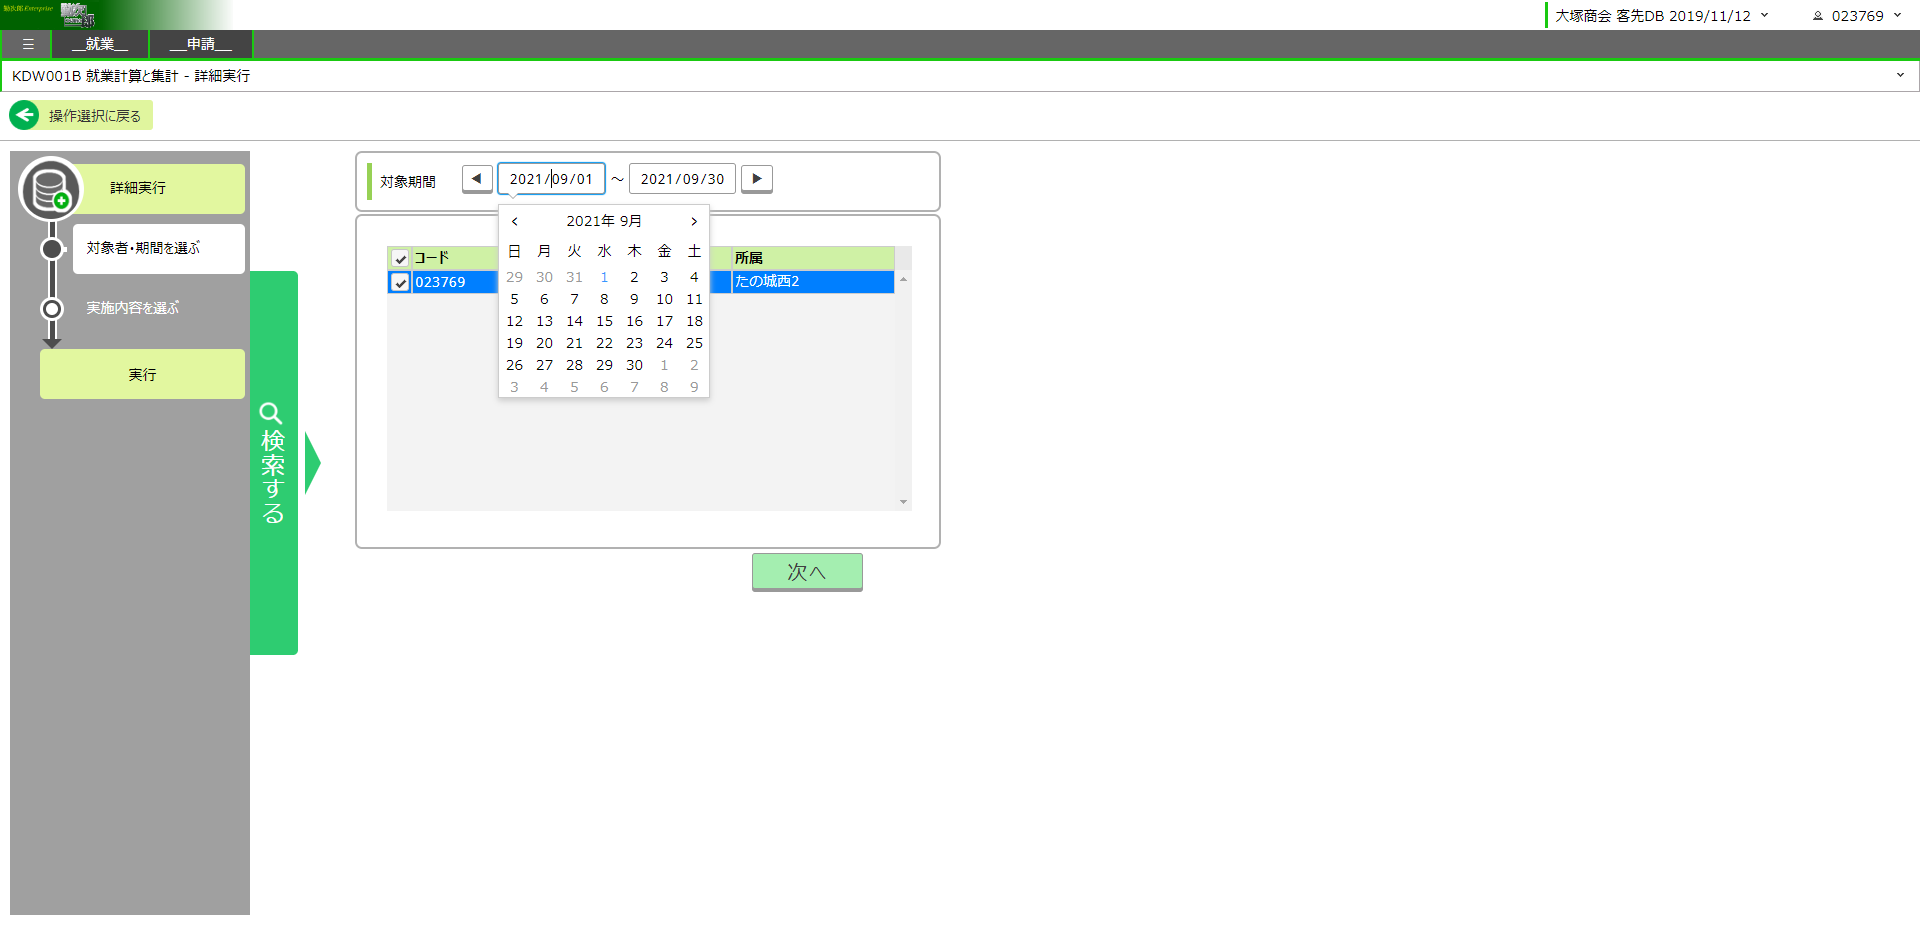 勤次郎 Enterprise
大塚商会 客先DB 2019/11/12
023769
☰ __就業__ __申請__
KDW001B 就業計算と集計 - 詳細実行
操作選択に戻る
詳細実行
対象者・期間を選ぶ
実施内容を選ぶ
実行
検索する
対象期間 ◀ 2021/09/01 ～ 2021/09/30 ▶
コード 所属
023769 たの城西2
< 2021年 9月 >
日 月 火 水 木 金 土
29 30 31 1 2 3 4
5 6 7 8 9 10 11
12 13 14 15 16 17 18
19 20 21 22 23 24 25
26 27 28 29 30 1 2
3 4 5 6 7 8 9
次へ